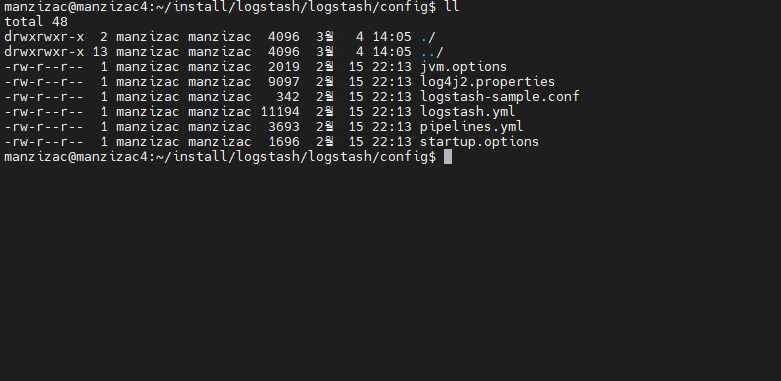 manzizac@manzizac4:~/install/logstash/logstash/config$ ll
total 48
drwxrwxr-x  2 manzizac manzizac  4096  3월   4 14:05 ./
drwxrwxr-x 13 manzizac manzizac  4096  3월   4 14:05 ../
-rw-r--r--  1 manzizac manzizac  2019  2월  15 22:13 jvm.options
-rw-r--r--  1 manzizac manzizac  9097  2월  15 22:13 log4j2.properties
-rw-r--r--  1 manzizac manzizac   342  2월  15 22:13 logstash-sample.conf
-rw-r--r--  1 manzizac manzizac 11194  2월  15 22:13 logstash.yml
-rw-r--r--  1 manzizac manzizac  3693  2월  15 22:13 pipelines.yml
-rw-r--r--  1 manzizac manzizac  1696  2월  15 22:13 startup.options
manzizac@manzizac4:~/install/logstash/logstash/config$